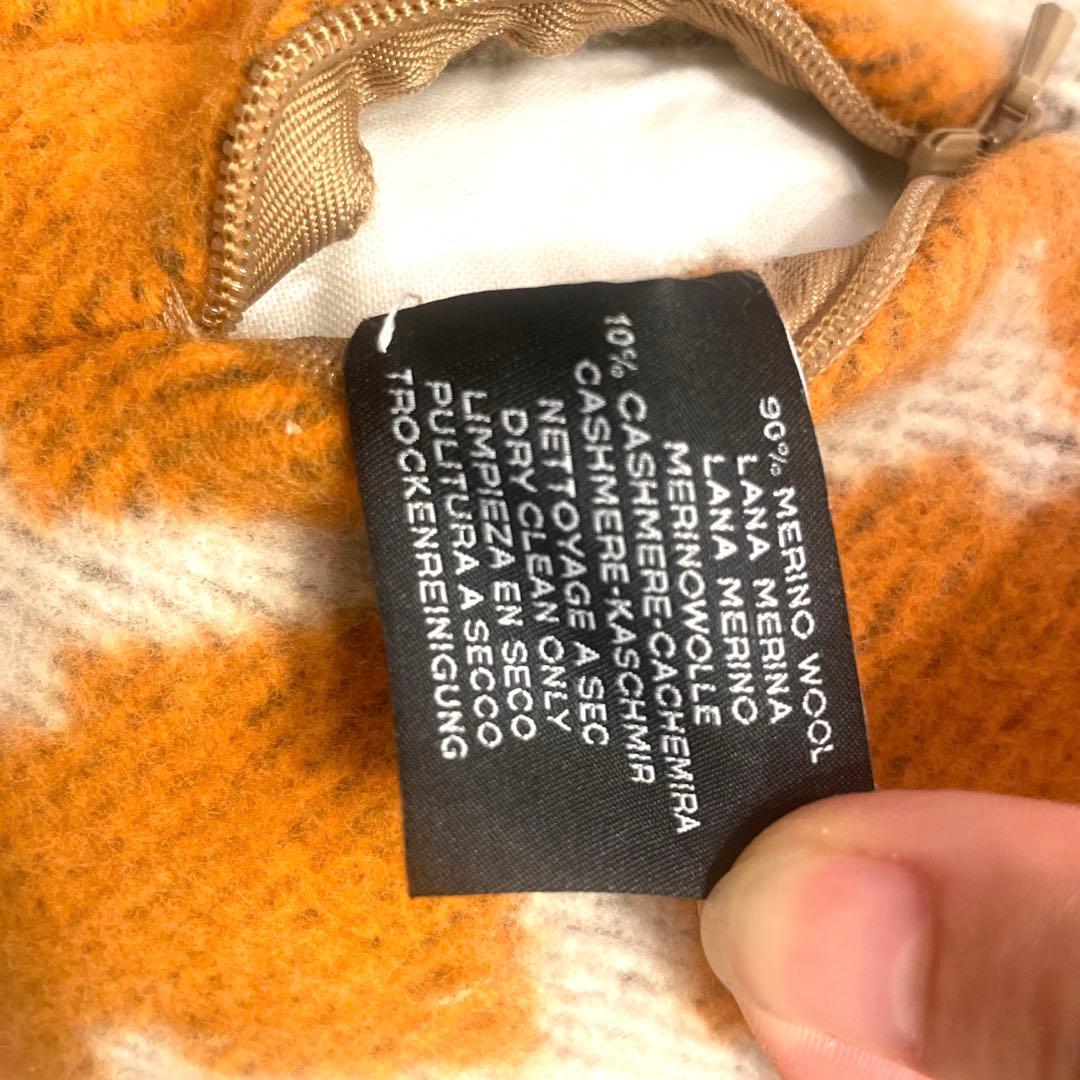 90% MERINO WOOL
LANA MERINA
LANA MERINO
MERINOWOLLE
10% CASHMERE-CACHEMIRA
CASHMERE-KASCHMIR
NETTOYAGE A SEC
DRY CLEAN ONLY
LIMPIEZA EN SECO
PULITURA A SECCO
TROCKENREINIGUNG